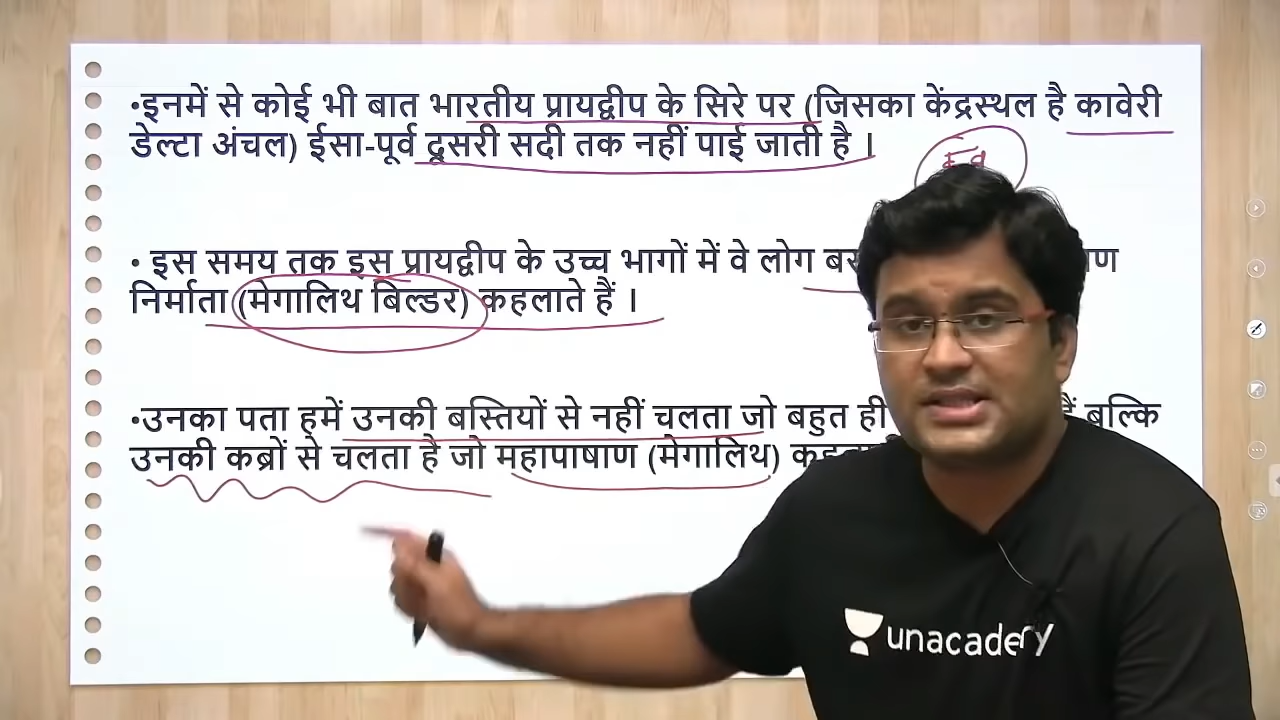 •इनमें से कोई भी बात भारतीय प्रायद्वीप के सिरे पर (जिसका केंद्रस्थल है कावेरी
डेल्टा अंचल) ईसा-पूर्व दूसरी सदी तक नहीं पाई जाती है ।
• इस समय तक इस प्रायद्वीप के उच्च भागों में वे लोग
निर्माता (मेगालिथ बिल्डर) कहलाते हैं ।
•उनका पता हमें उनकी बस्तियों से नहीं चलता जो बहुत ही हैं बल्कि
उनकी कब्रों से चलता है जो महापाषाण (मेगालिथ)
unacademy